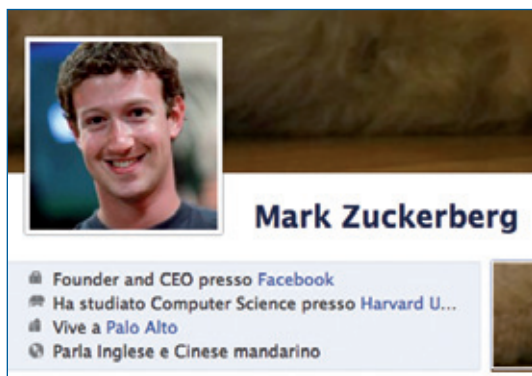 Mark Zuckerberg
Founder and CEO presso Facebook
Ha studiato Computer Science presso Harvard U...
Vive a Palo Alto
Parla Inglese e Cinese mandarino